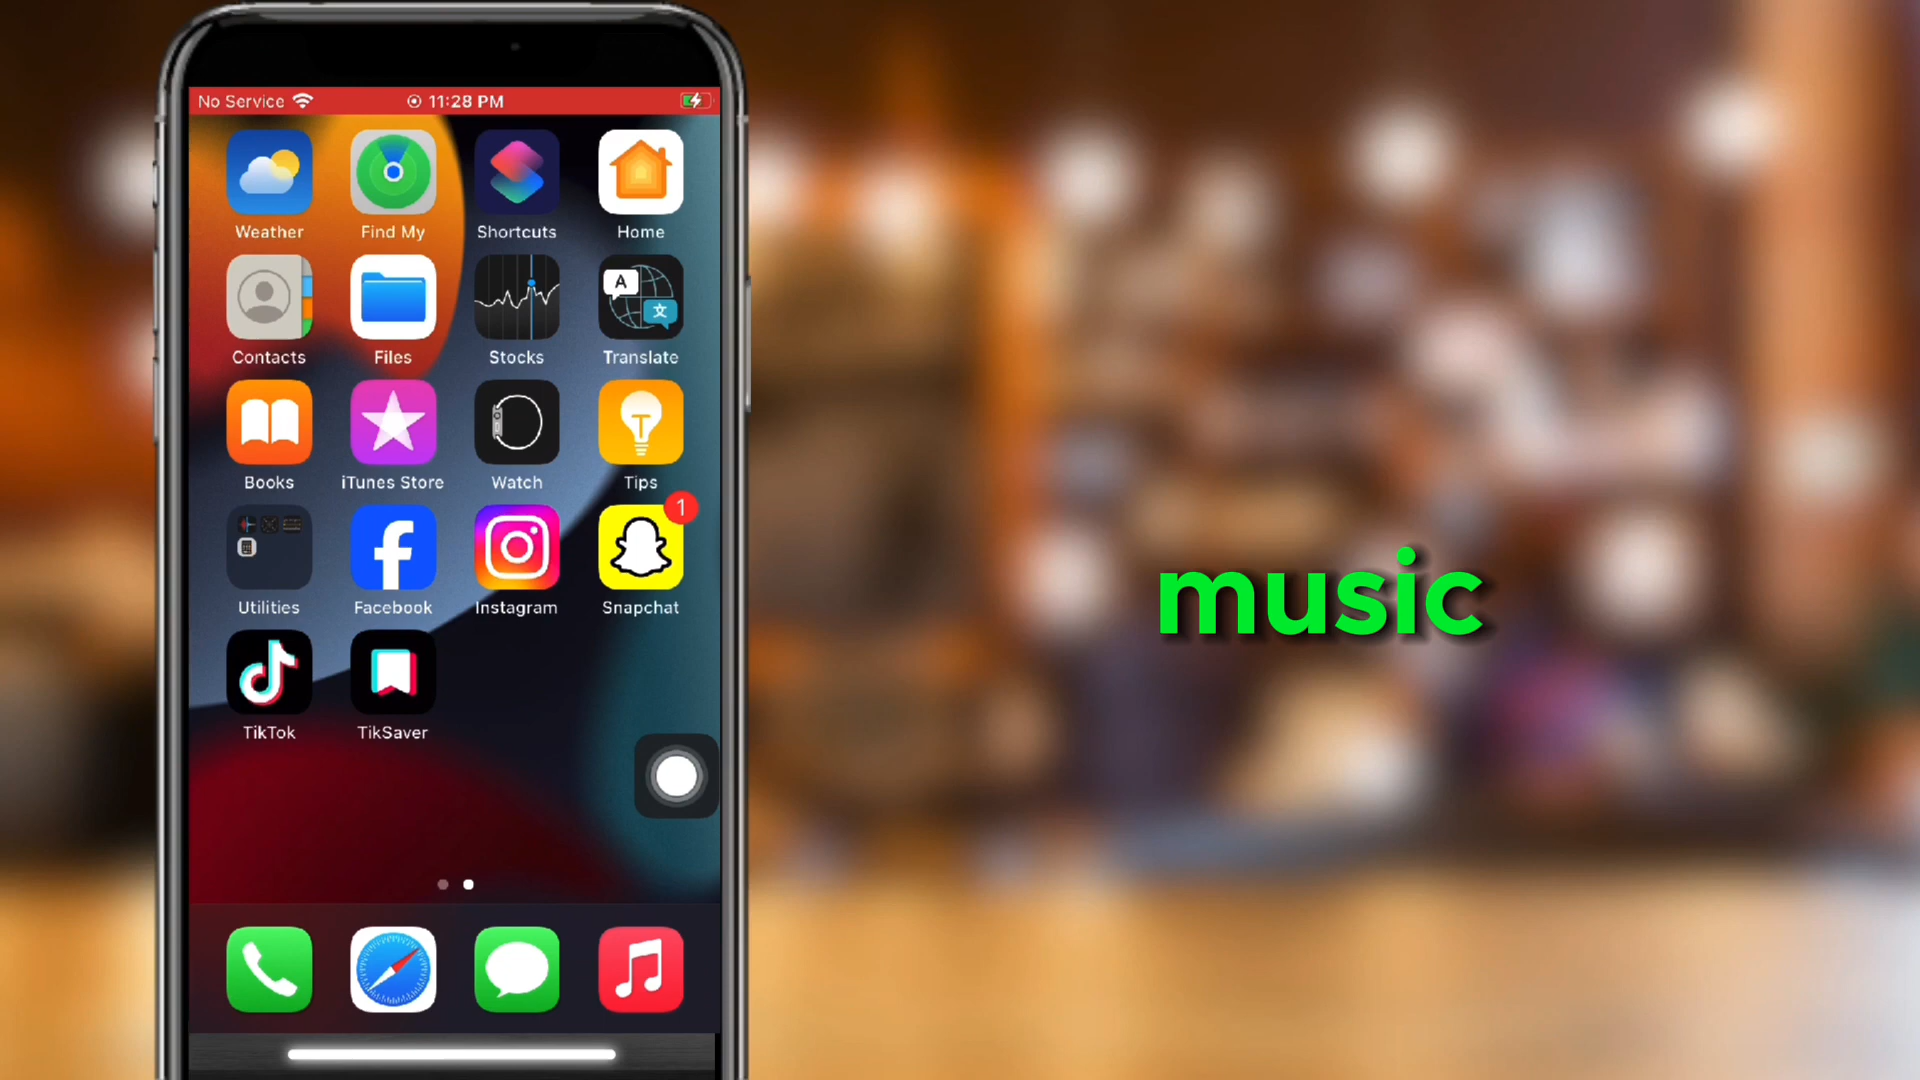 No Service 11:28 PM
Weather Find My Shortcuts Home
A
文
Contacts Files Stocks Translate
T
Books iTunes Store Watch Tips
1
Utilities Facebook Instagram Snapchat
music
TikTok TikSaver